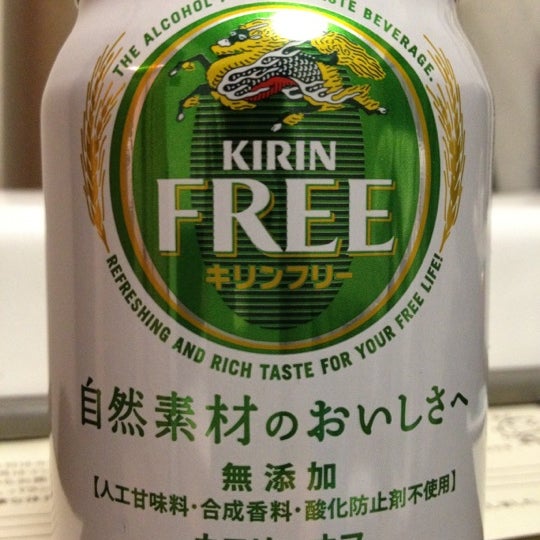 THE ALCOHOL
TASTE BEVERAGE.
KIRIN
FREE
キリンフリー
REFRESHING AND RICH TASTE FOR YOUR FREE LIFE!
自然素材のおいしさへ
無添加
【人工甘味料・合成香料・酸化防止剤不使用】